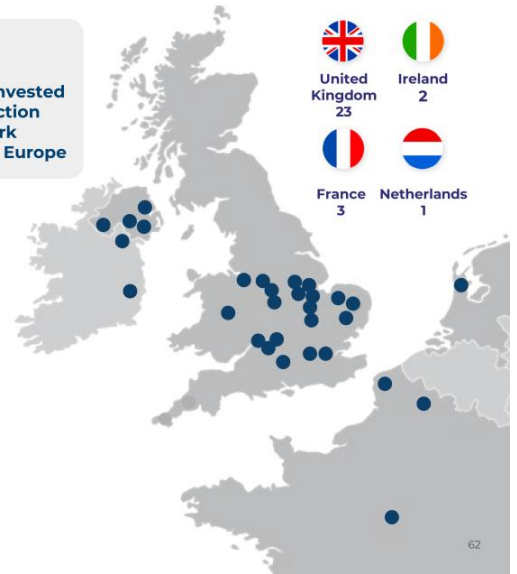 nvested
ction
rk
Europe
United
Kingdom
23
Ireland
2
France
3
Netherlands
1
62